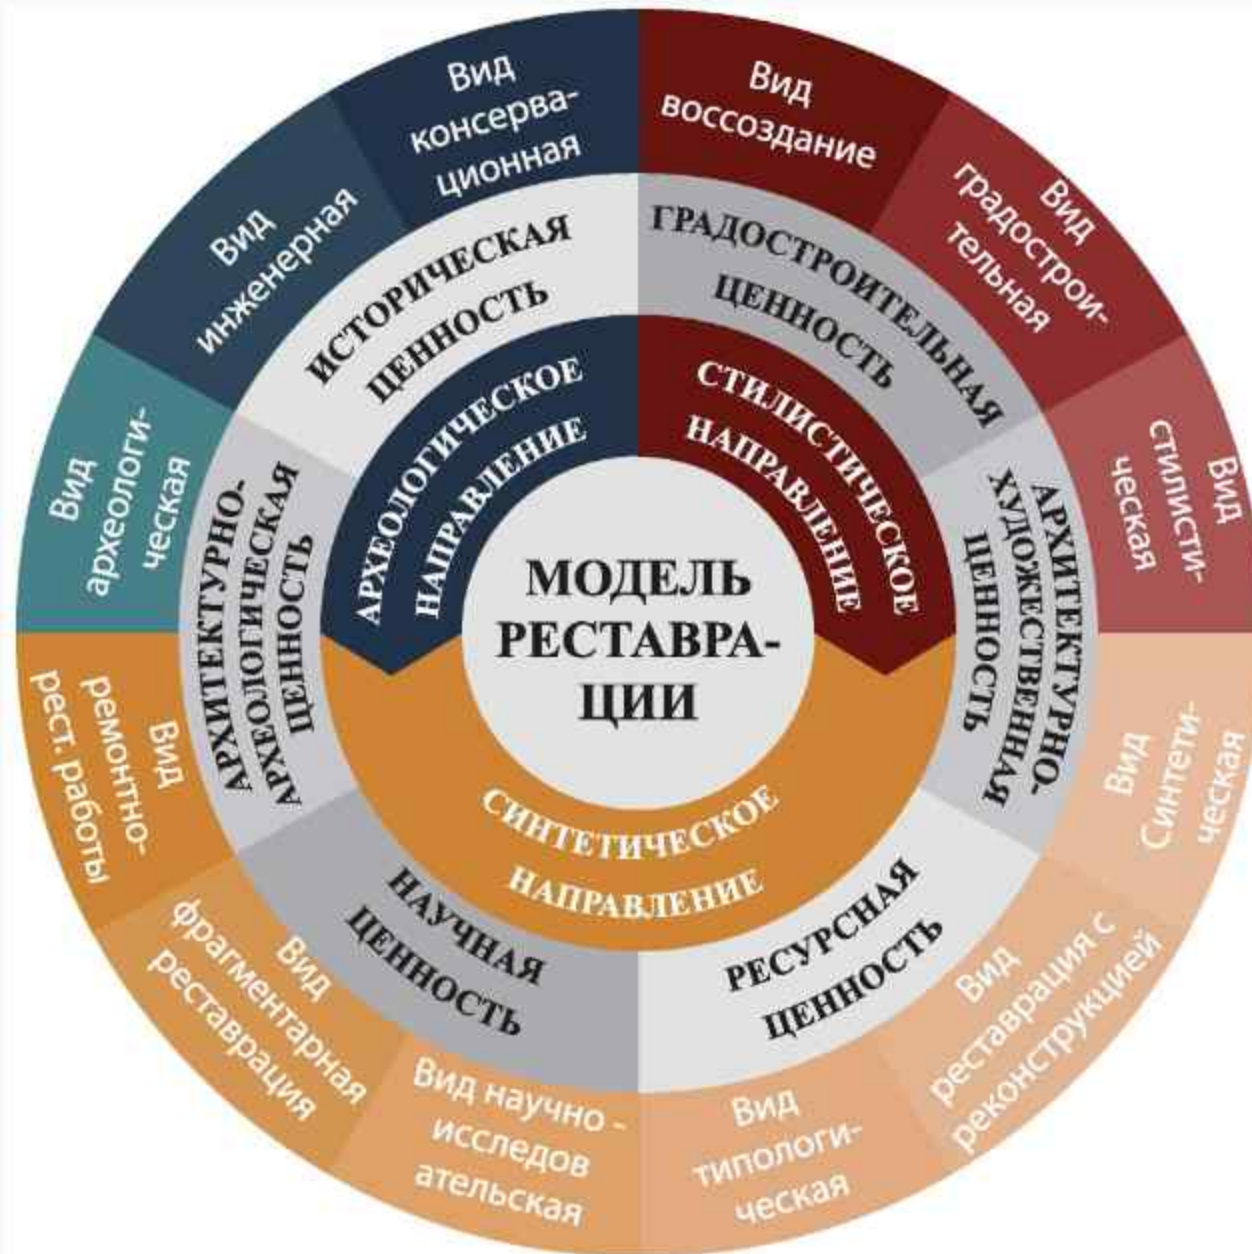 МОДЕЛЬ
РЕСТАВРА-
ЦИИ
АРХЕОЛОГИЧЕСКОЕ
НАПРАВЛЕНИЕ
СТИЛИСТИЧЕСКОЕ
НАПРАВЛЕНИЕ
СИНТЕТИЧЕСКОЕ
НАПРАВЛЕНИЕ
ИСТОРИЧЕСКАЯ
ЦЕННОСТЬ
ГРАДОСТРОИТЕЛЬНАЯ
ЦЕННОСТЬ
АРХИТЕКТУРНО-
ХУДОЖЕСТВЕННАЯ
ЦЕННОСТЬ
РЕСУРСНАЯ
ЦЕННОСТЬ
НАУЧНАЯ
ЦЕННОСТЬ
АРХИТЕКТУРНО-
АРХЕОЛОГИЧЕСКАЯ
ЦЕННОСТЬ
Вид
воссоздание
Вид
градострои-
тельная
Вид
стилисти-
ческая
Вид
Синтети-
ческая
Вид
реставрация с
реконструкцией
Вид
типологи-
ческая
Вид научно -
исследов
ательская
Вид
фрагментарная
реставрация
Вид
ремонтно-
рест. работы
Вид
археологи-
ческая
Вид
инженерная
Вид
консерва-
ционная